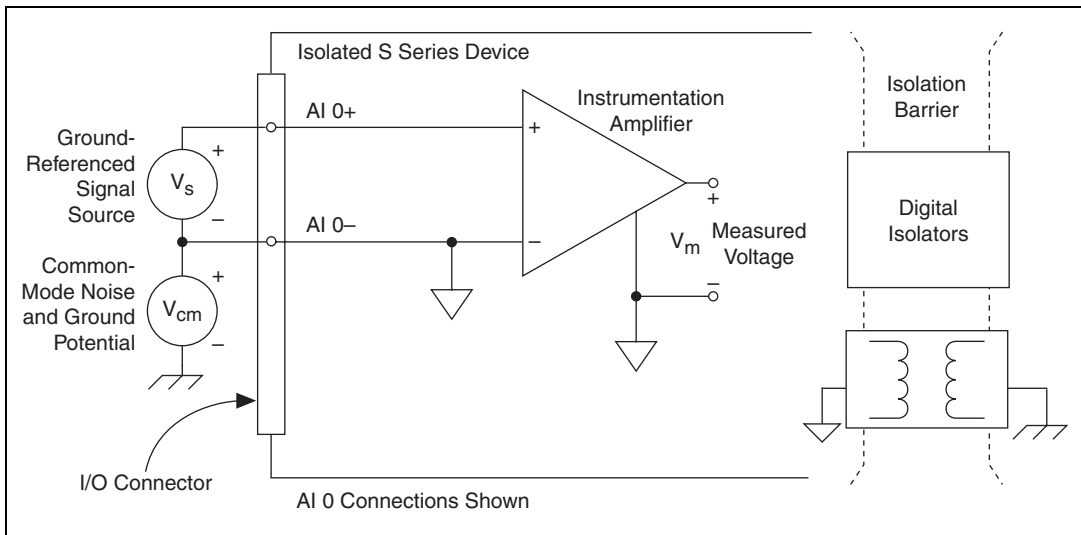 Isolated S Series Device
AI 0+
Instrumentation
Amplifier
Isolation
Barrier
Ground-
Referenced
Signal
Source
+
Vs
–
+
+
Vm
Measured
Voltage
–
Digital
Isolators
AI 0–
–
Common-
Mode Noise
and Ground
Potential
+
Vcm
–
I/O Connector
AI 0 Connections Shown